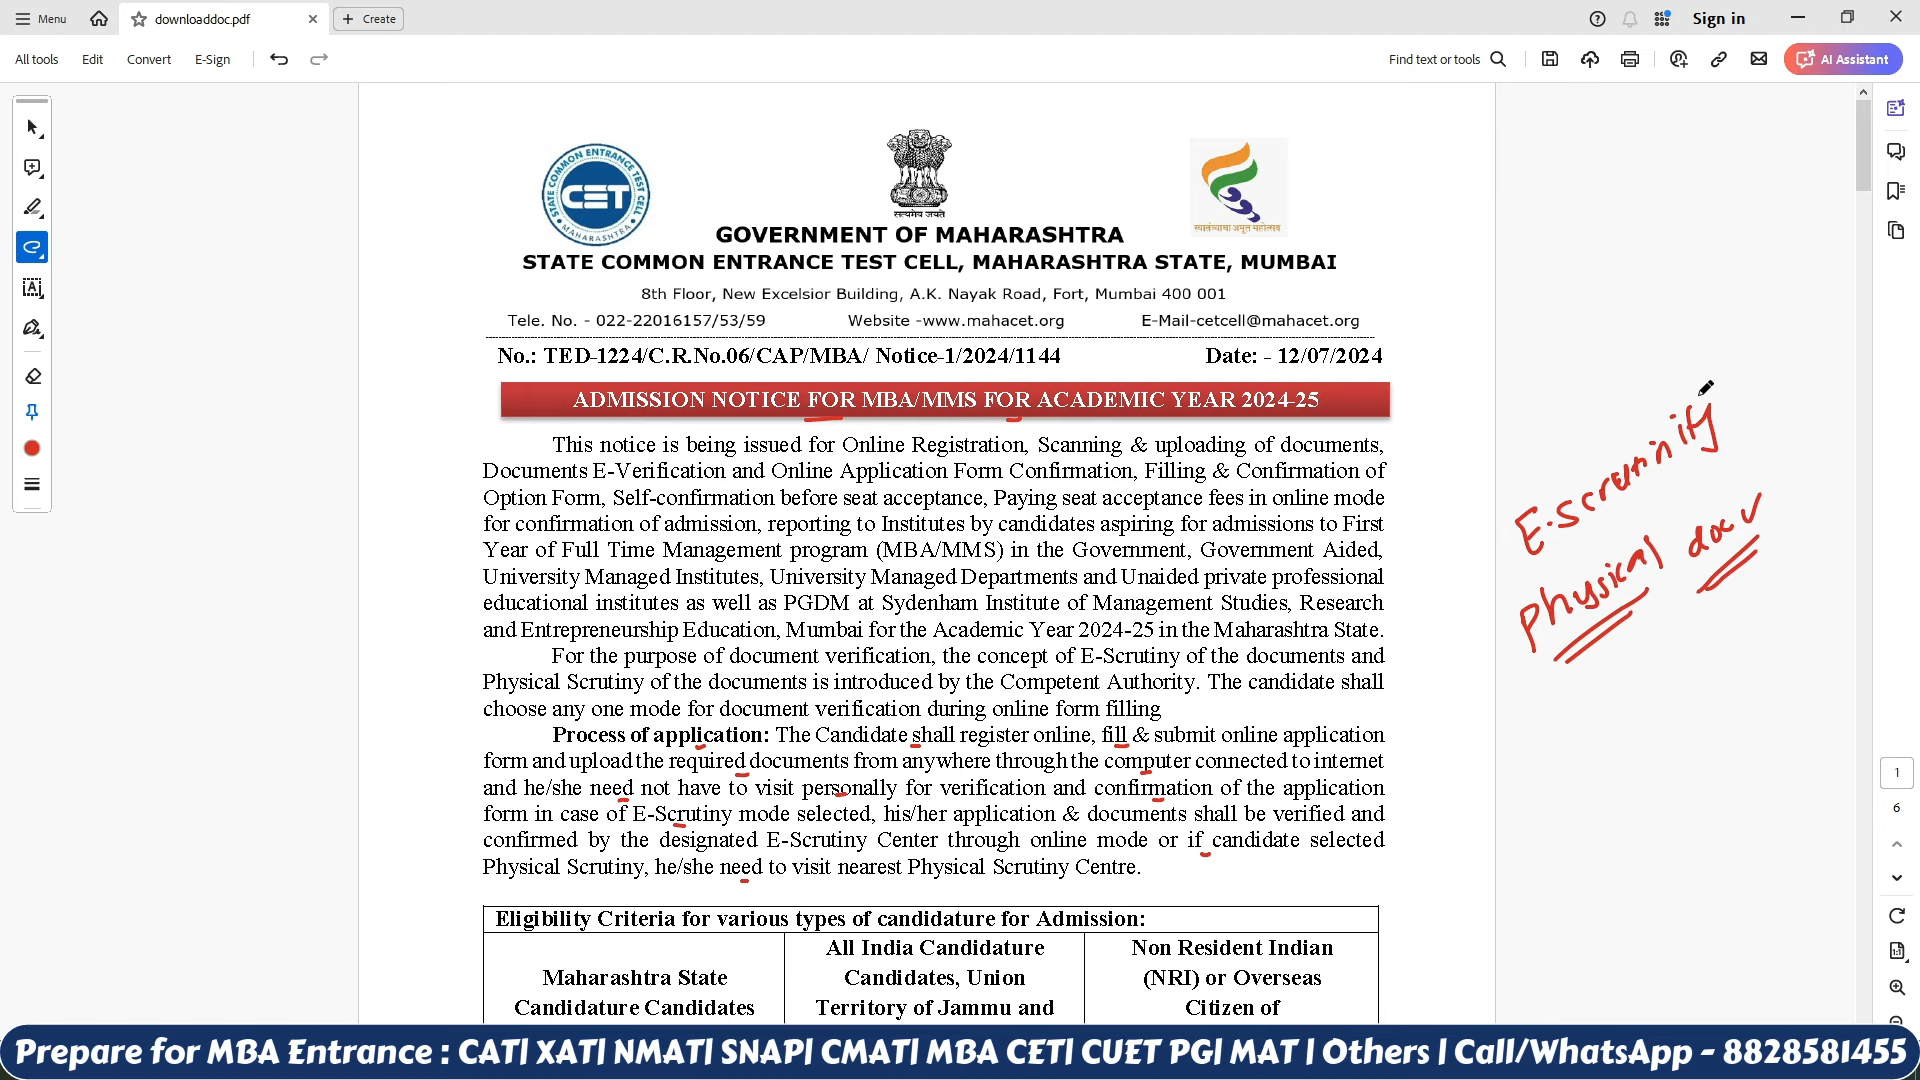 Menu
downloaddoc.pdf
Create
Sign in
All tools
Edit
Convert
E-Sign
Find text or tools
AI Assistant
STATE COMMON ENTRANCE TEST CELL
CET
MAHARASHTRA
सत्यमेव जयते
स्वातंत्र्याचा अमृत महोत्सव
GOVERNMENT OF MAHARASHTRA
STATE COMMON ENTRANCE TEST CELL, MAHARASHTRA STATE, MUMBAI
8th Floor, New Excelsior Building, A.K. Nayak Road, Fort, Mumbai 400 001
Tele. No. - 022-22016157/53/59 Website -www.mahacet.org E-Mail-cetcell@mahacet.org
No.: TED-1224/C.R.No.06/CAP/MBA/ Notice-1/2024/1144 Date: - 12/07/2024
ADMISSION NOTICE FOR MBA/MMS FOR ACADEMIC YEAR 2024-25
This notice is being issued for Online Registration, Scanning & uploading of documents,
Documents E-Verification and Online Application Form Confirmation, Filling & Confirmation of
Option Form, Self-confirmation before seat acceptance, Paying seat acceptance fees in online mode
for confirmation of admission, reporting to Institutes by candidates aspiring for admissions to First
Year of Full Time Management program (MBA/MMS) in the Government, Government Aided,
University Managed Institutes, University Managed Departments and Unaided private professional
educational institutes as well as PGDM at Sydenham Institute of Management Studies, Research
and Entrepreneurship Education, Mumbai for the Academic Year 2024-25 in the Maharashtra State.
For the purpose of document verification, the concept of E-Scrutiny of the documents and
Physical Scrutiny of the documents is introduced by the Competent Authority. The candidate shall
choose any one mode for document verification during online form filling
Process of application: The Candidate shall register online, fill & submit online application
form and upload the required documents from anywhere through the computer connected to internet
and he/she need not have to visit personally for verification and confirmation of the application
form in case of E-Scrutiny mode selected, his/her application & documents shall be verified and
confirmed by the designated E-Scrutiny Center through online mode or if candidate selected
Physical Scrutiny, he/she need to visit nearest Physical Scrutiny Centre.
Eligibility Criteria for various types of candidature for Admission:
Maharashtra State
Candidature Candidates
All India Candidature
Candidates, Union
Territory of Jammu and
Non Resident Indian
(NRI) or Overseas
Citizen of
Physical doc
1
6
Prepare for MBA Entrance : CAT| XAT| NMAT| SNAP| CMAT| MBA CET| CUET PG| MAT | Others | Call/WhatsApp - 8828581455